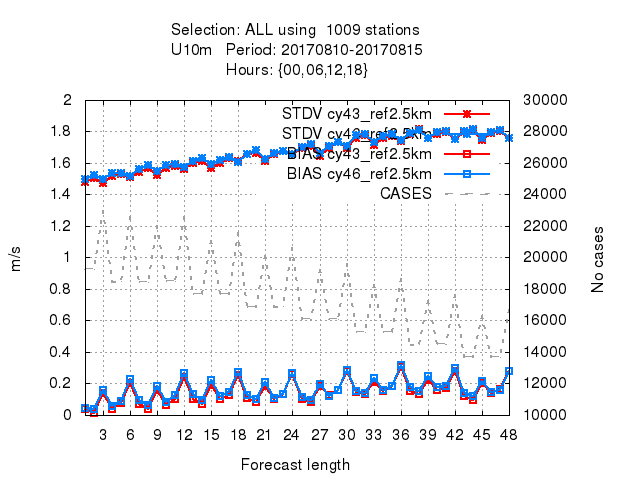 Selection: ALL using 1009 stations
U10m Period: 20170810-20170815
Hours: {00,06,12,18}
2 30000
STDV cy43_ref2.5km
1.8 28000
STDV cy46_ref2.5km
BIAS cy43_ref2.5km
1.6 26000
BIAS cy46_ref2.5km
1.4 24000
CASES
1.2 22000
1 20000
m/s No cases
0.8 18000
0.6 16000
0.4 14000
0.2 12000
0 10000
3 6 9 12 15 18 21 24 27 30 33 36 39 42 45 48
Forecast length